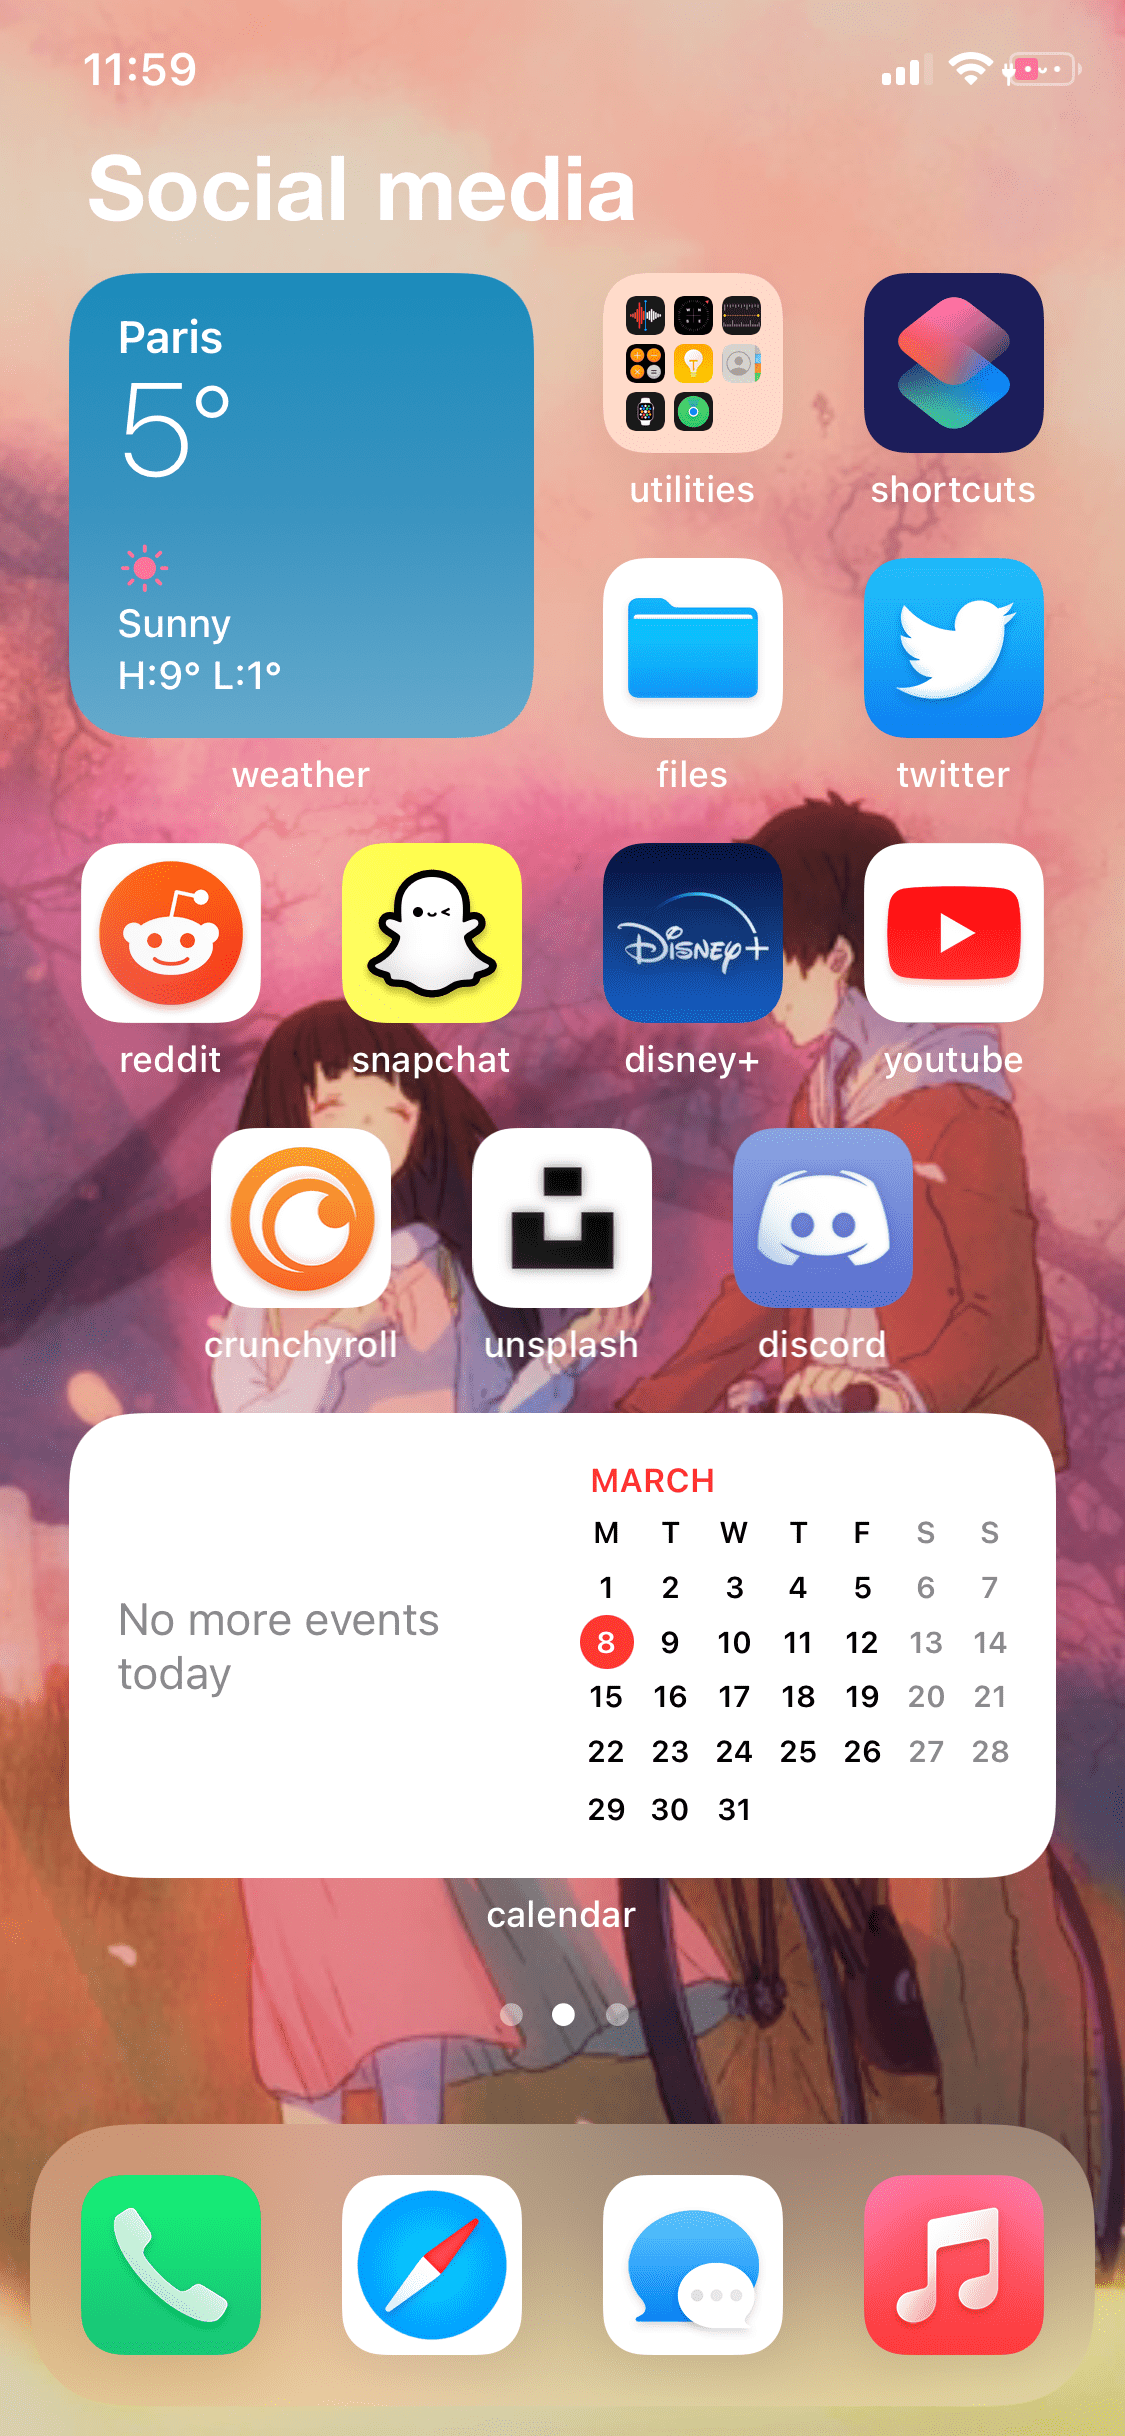 11:59
Social media
Paris
5°
Sunny
H:9° L:1°
weather
utilities
shortcuts
files
twitter
Disney+
reddit
snapchat
disney+
youtube
crunchyroll
unsplash
discord
No more events
today
MARCH
M T W T F S S
1 2 3 4 5 6 7
8 9 10 11 12 13 14
15 16 17 18 19 20 21
22 23 24 25 26 27 28
29 30 31
calendar